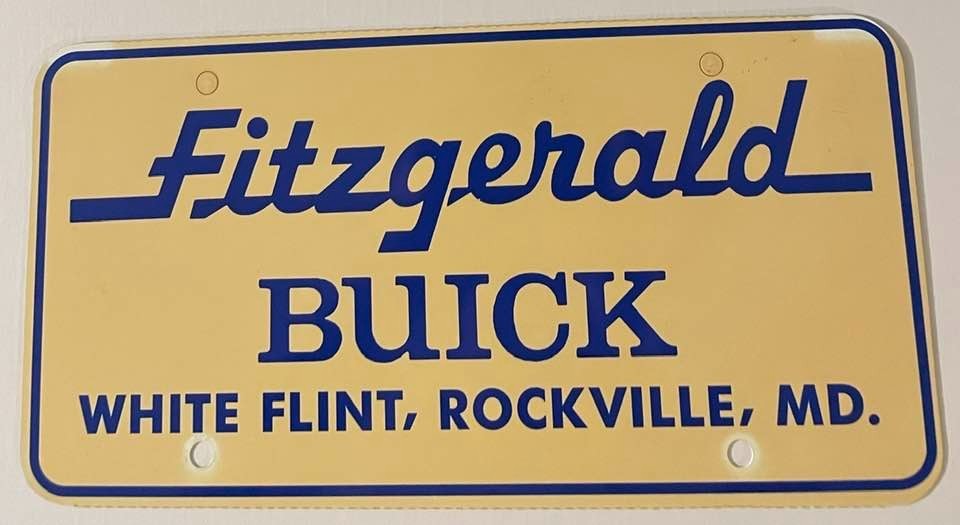 Fitzgerald
BUICK
WHITE FLINT, ROCKVILLE, MD.